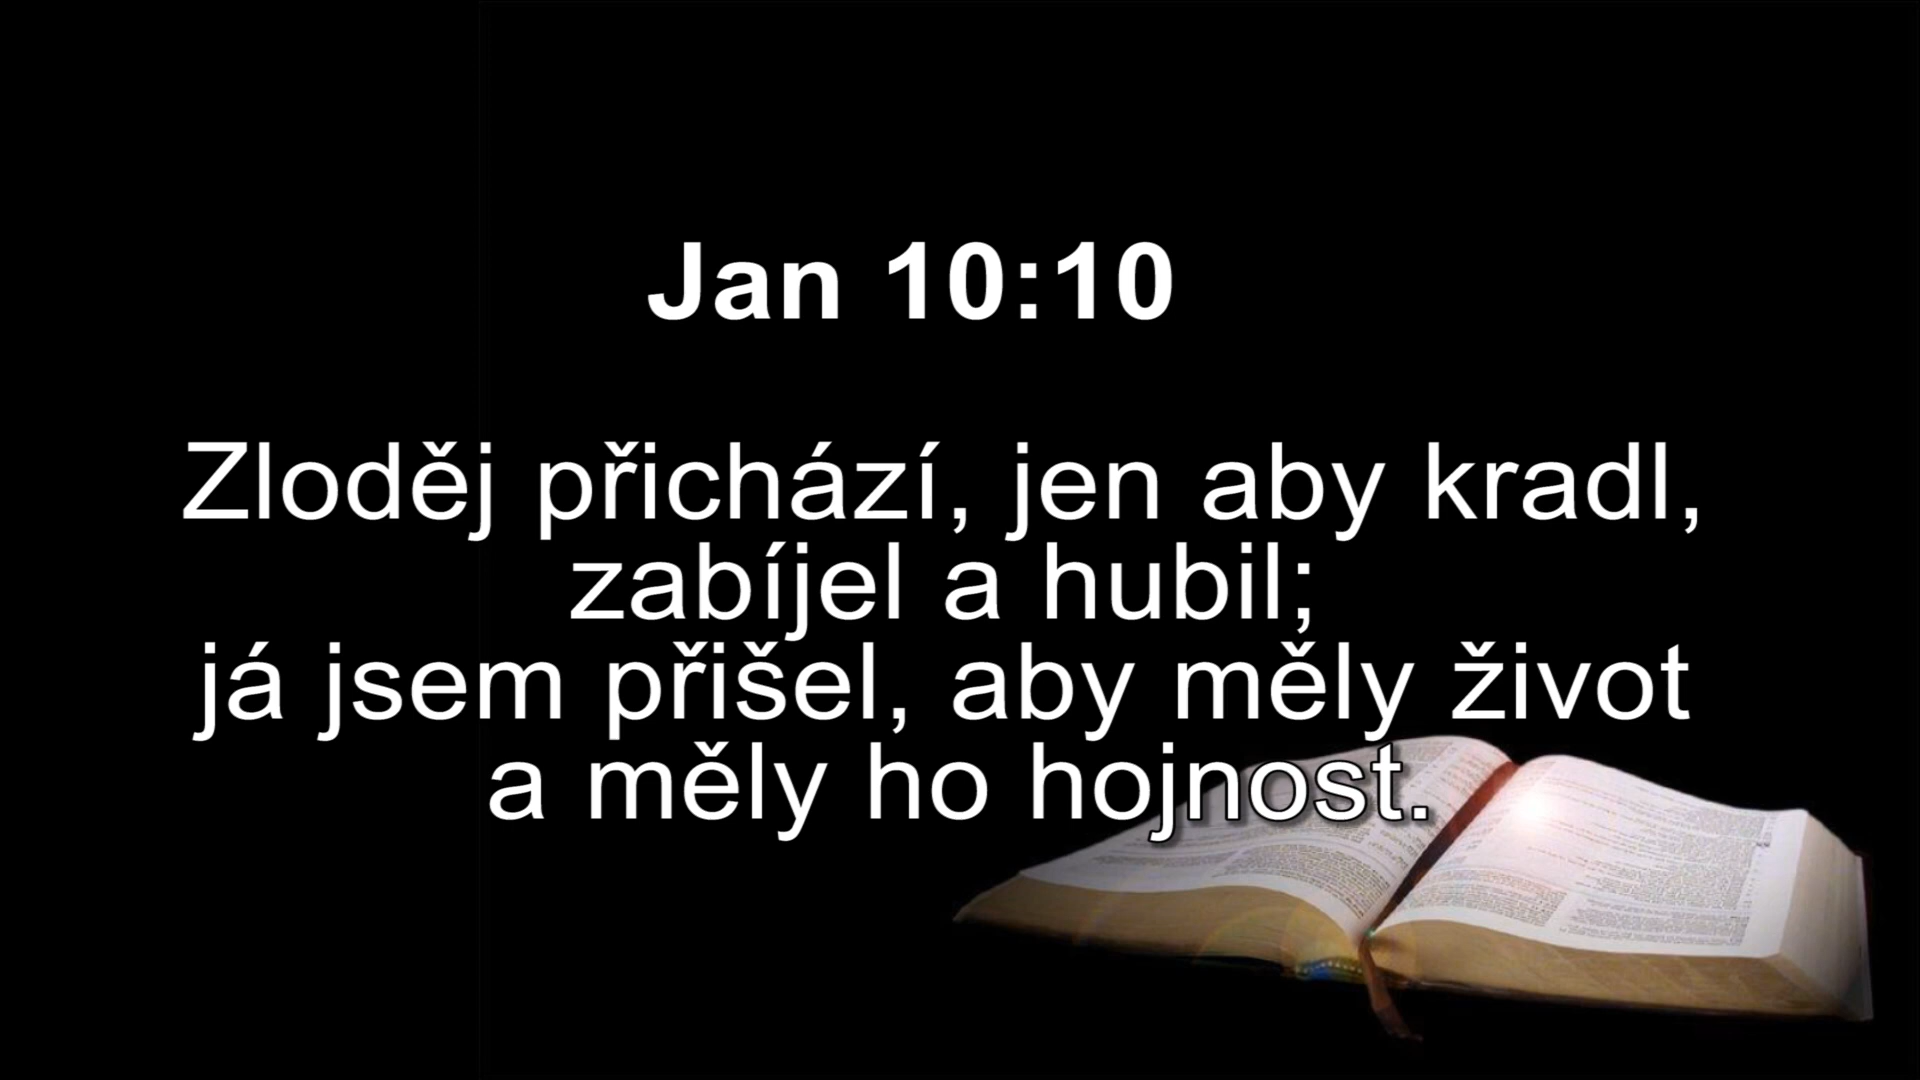 Jan 10:10
Zloděj přichází, jen aby kradl,
zabíjel a hubil;
já jsem přišel, aby měly život
a měly ho hojnost.